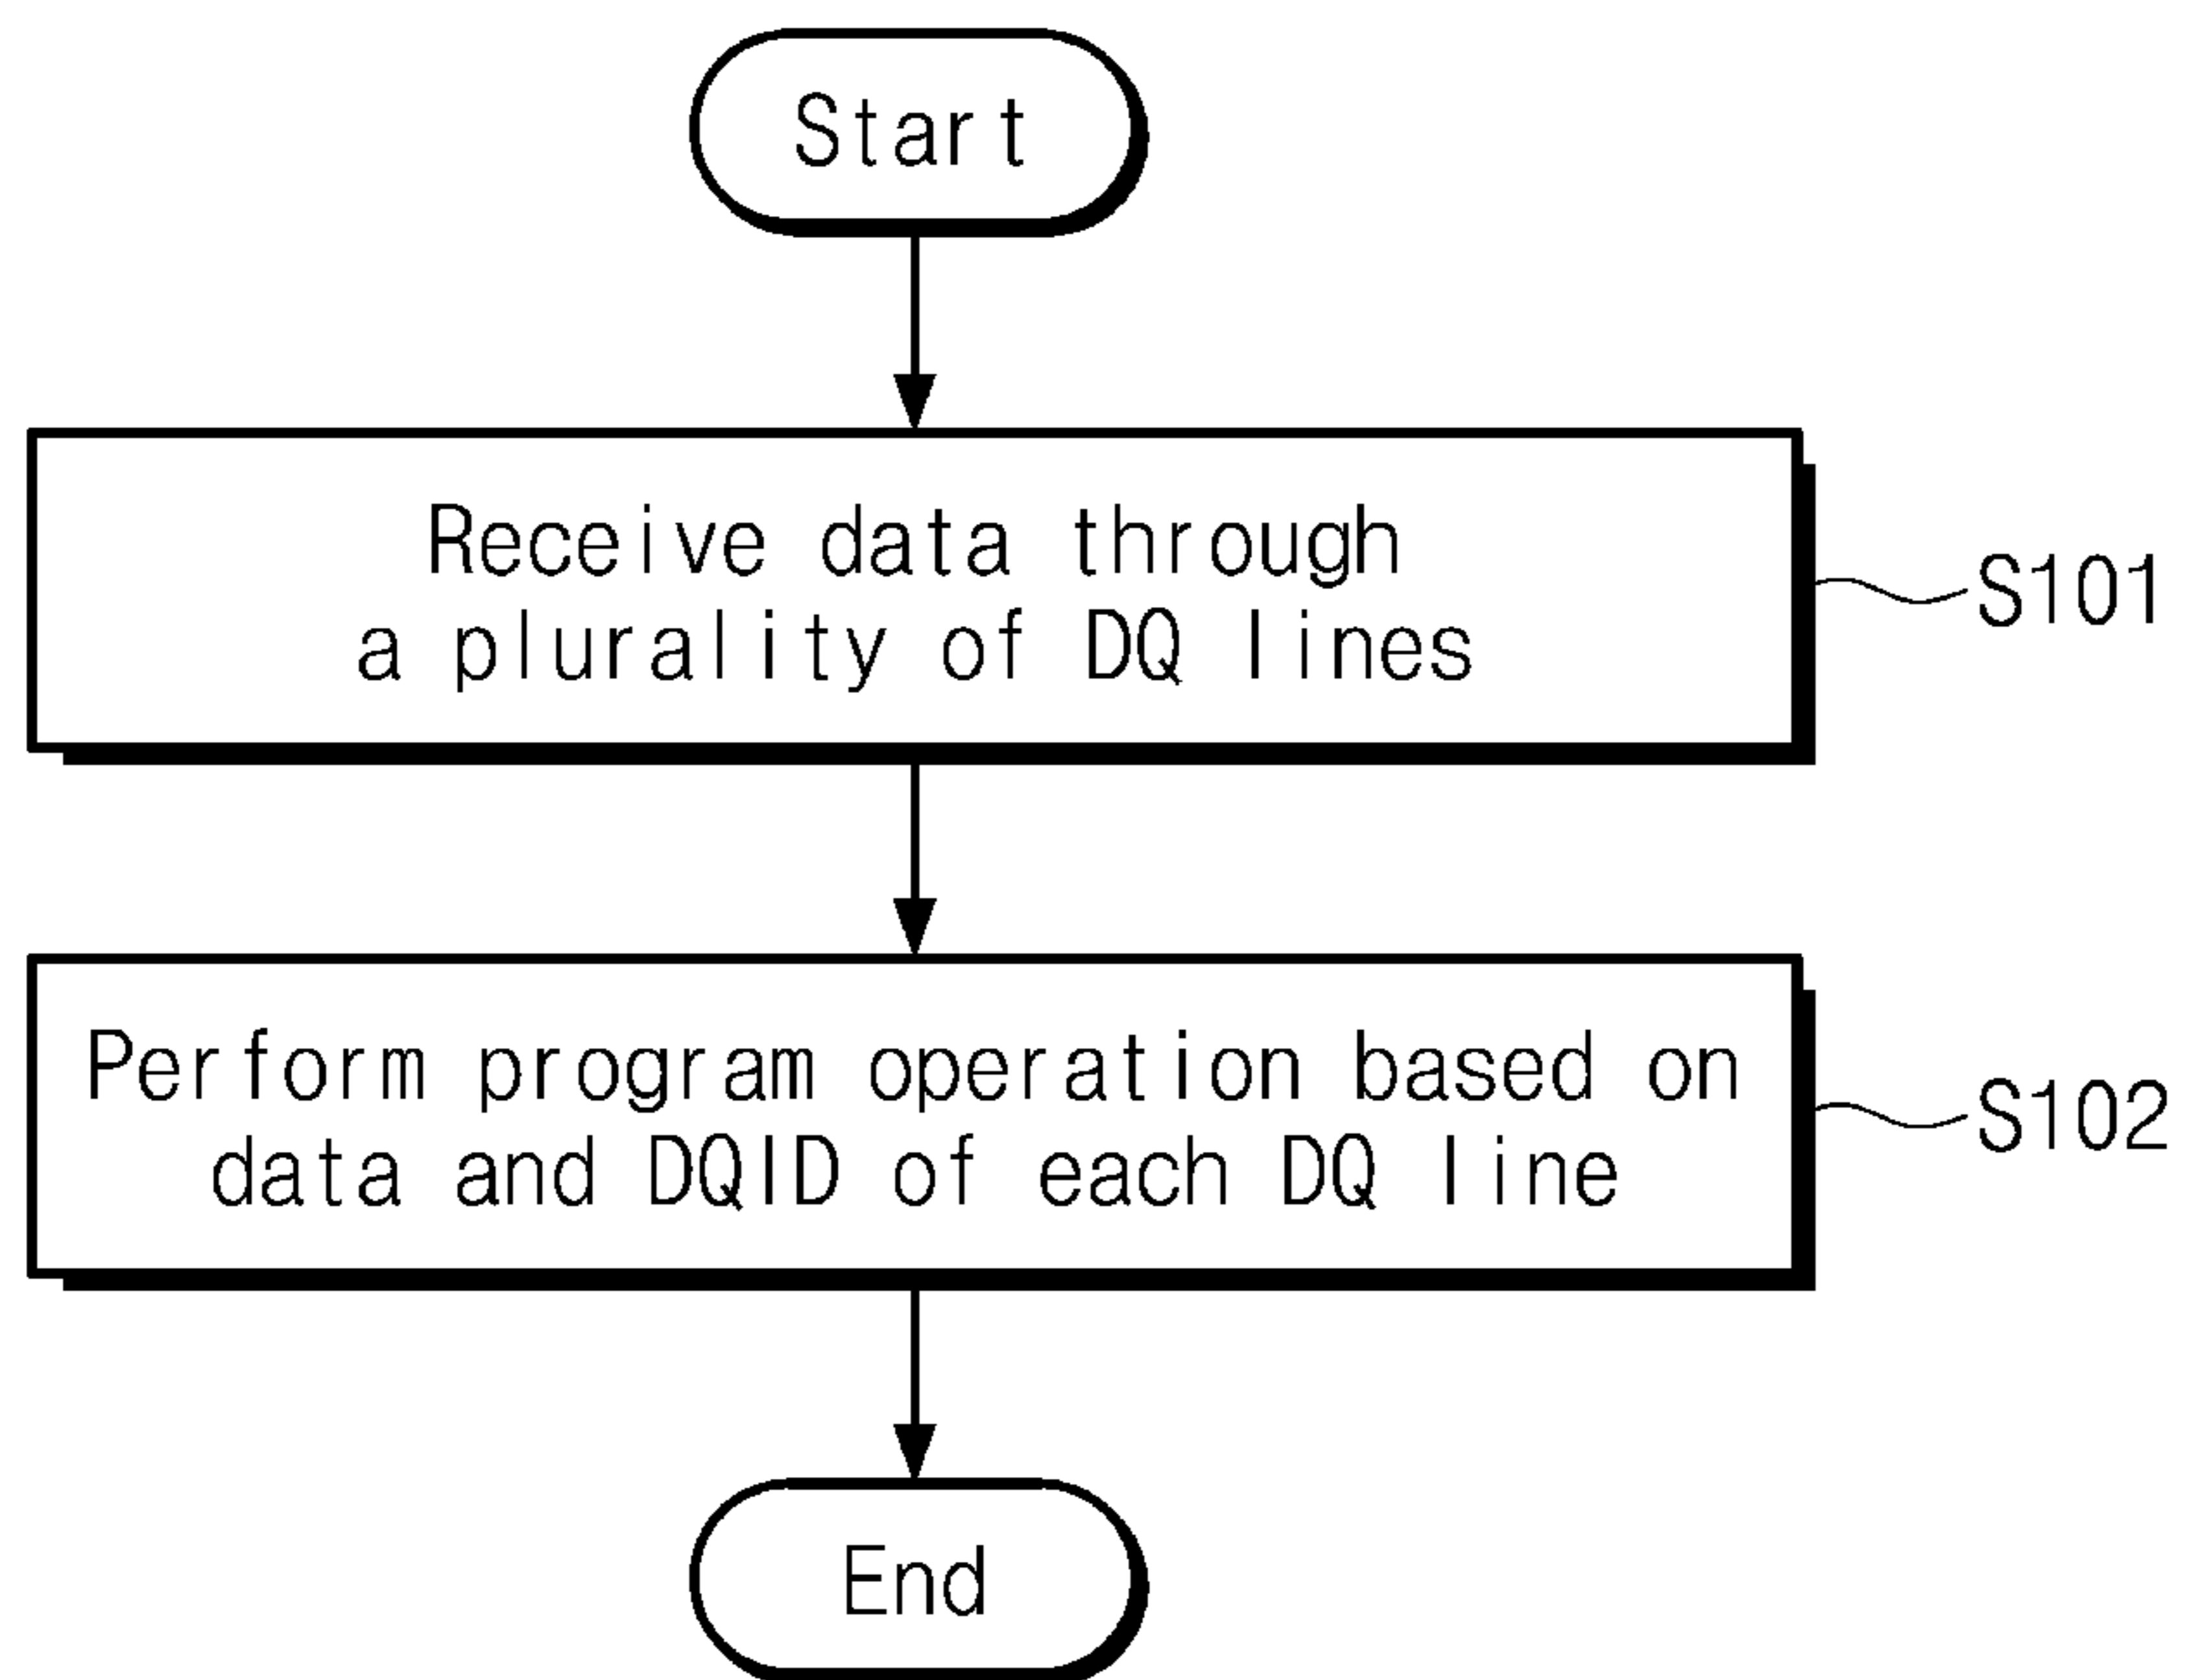 Start
Receive data through
a plurality of DQ lines
S101
Perform program operation based on
data and DQID of each DQ line
S102
End